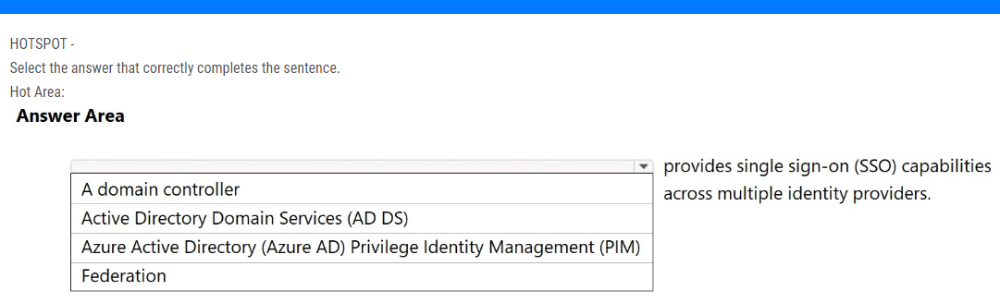 HOTSPOT -
Select the answer that correctly completes the sentence.
Hot Area:
Answer Area
provides single sign-on (SSO) capabilities
across multiple identity providers.
A domain controller
Active Directory Domain Services (AD DS)
Azure Active Directory (Azure AD) Privilege Identity Management (PIM)
Federation